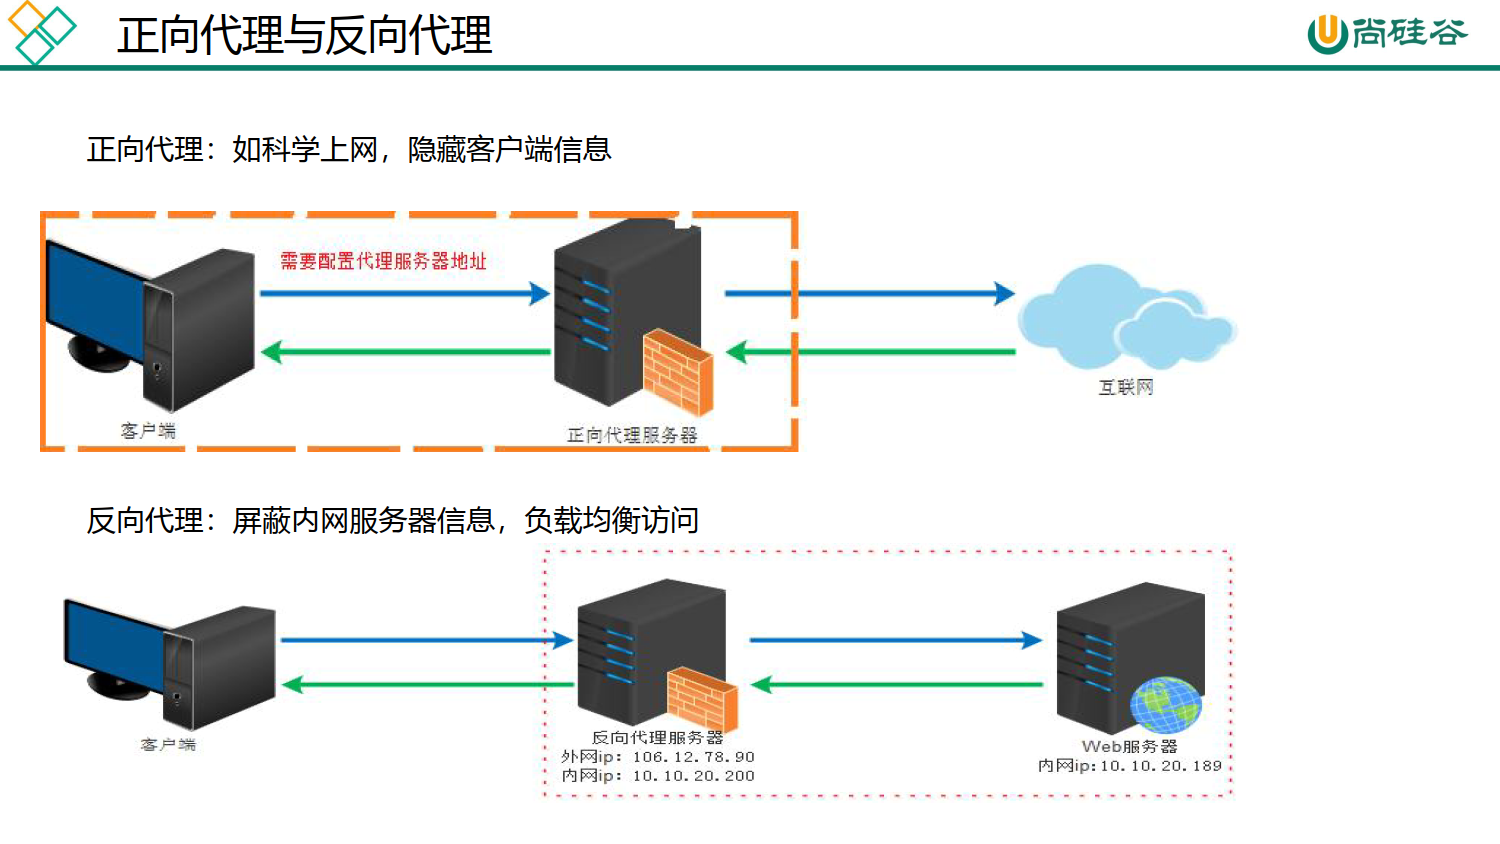 正向代理与反向代理
尚硅谷
正向代理：如科学上网，隐藏客户端信息
需要配置代理服务器地址
互联网
客户端
正向代理服务器
反向代理：屏蔽内网服务器信息，负载均衡访问
客户端
反向代理服务器
外网ip：106.12.78.90
内网ip：10.10.20.200
Web服务器
内网ip:10.10.20.189